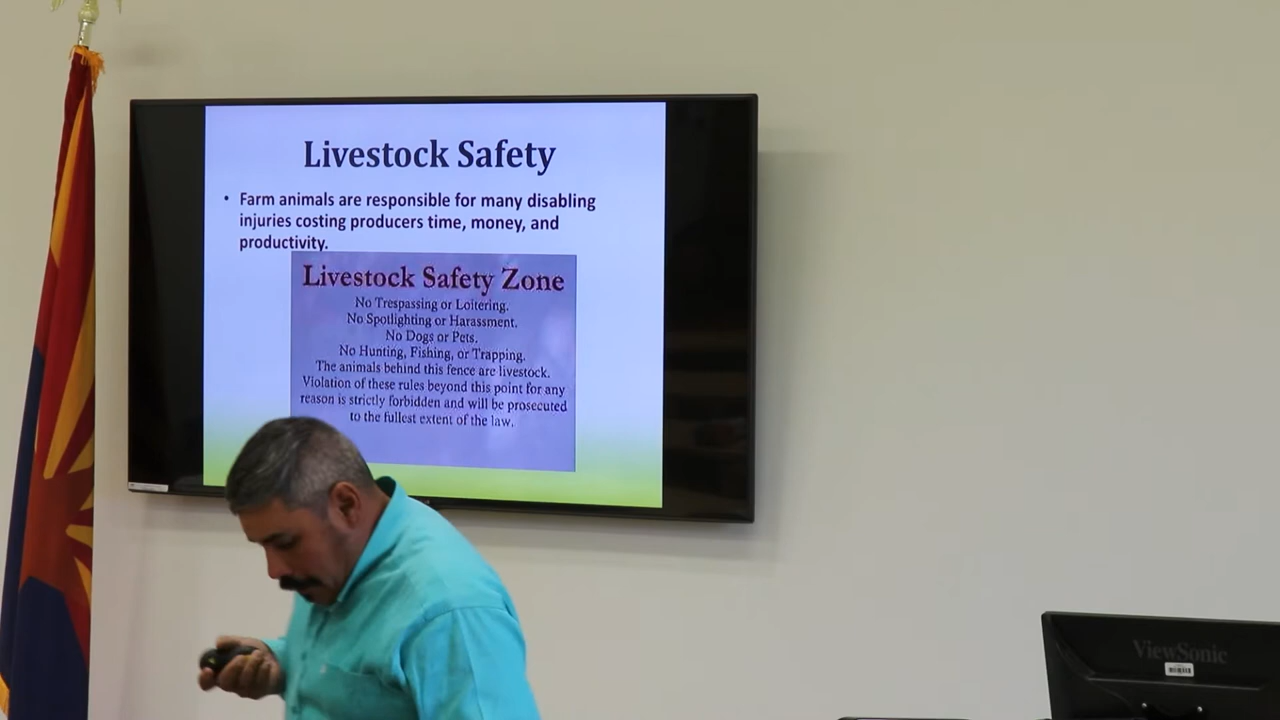 Livestock Safety
• Farm animals are responsible for many disabling
injuries costing producers time, money, and
productivity.
Livestock Safety Zone
No Trespassing or Loitering.
No Spotlighting or Harassment.
No Dogs or Pets.
No Hunting, Fishing, or Trapping.
The animals behind this fence are livestock.
Violation of these rules beyond this point for any
reason is strictly forbidden and will be prosecuted
to the fullest extent of the law.
ViewSonic